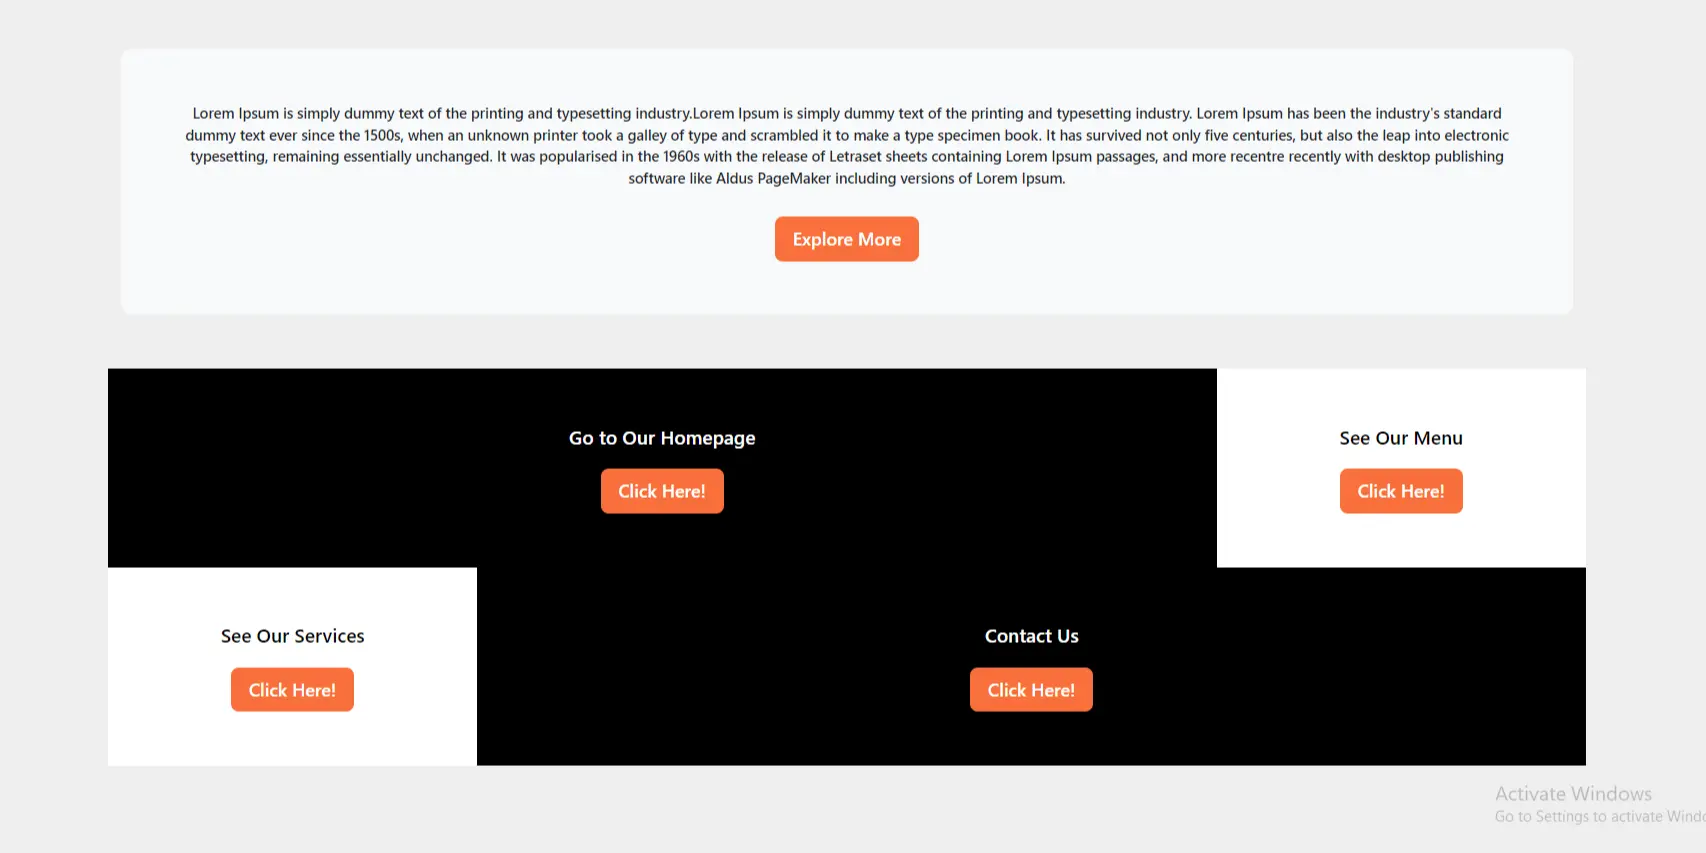 Lorem Ipsum is simply dummy text of the printing and typesetting industry.Lorem Ipsum is simply dummy text of the printing and typesetting industry. Lorem Ipsum has been the industry's standard
dummy text ever since the 1500s, when an unknown printer took a galley of type and scrambled it to make a type specimen book. It has survived not only five centuries, but also the leap into electronic
typesetting, remaining essentially unchanged. It was popularised in the 1960s with the release of Letraset sheets containing Lorem Ipsum passages, and more recentre recently with desktop publishing
software like Aldus PageMaker including versions of Lorem Ipsum.
Explore More
Go to Our Homepage
Click Here!
See Our Menu
Click Here!
See Our Services
Click Here!
Contact Us
Click Here!
Activate Windows
Go to Settings to activate Windo